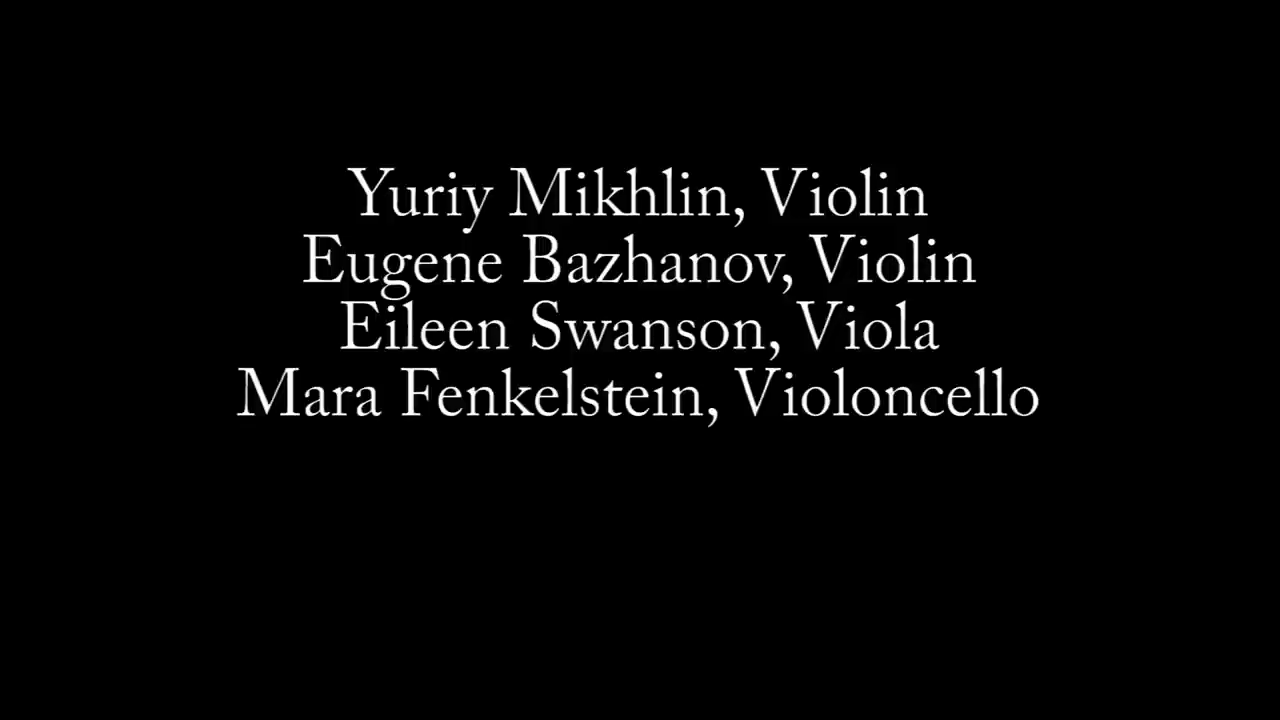 Yuriy Mikhlin, Violin
Eugene Bazhanov, Violin
Eileen Swanson, Viola
Mara Fenkelstein, Violoncello